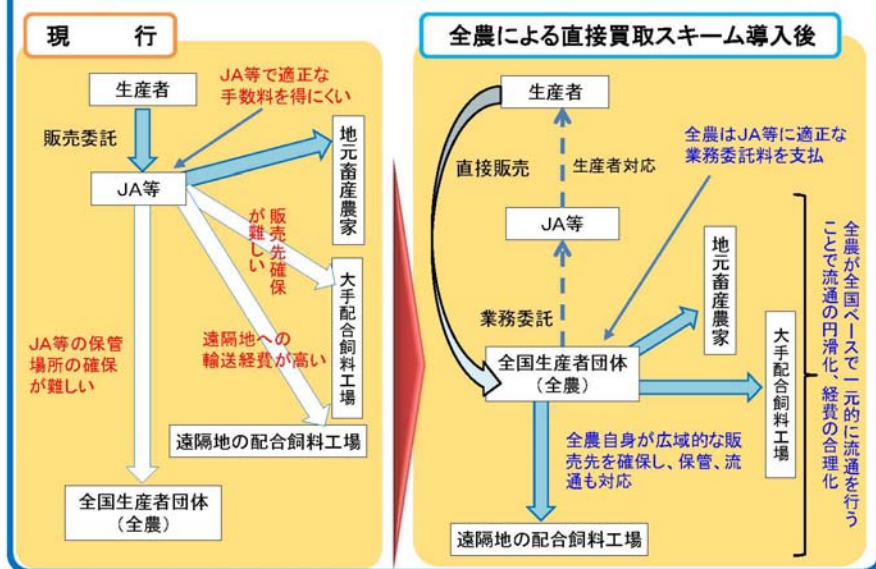 現　　行
生産者
販売委託
JA等で適正な
手数料を得にくい
JA等
地元畜産農家
販売先確保
が難しい
大手配合飼料工場
JA等の保管
場所の確保
が難しい
遠隔地への
輸送経費が高い
遠隔地の配合飼料工場
全国生産者団体
（全農）
全農による直接買取スキーム導入後
生産者
直接販売
生産者対応
全農はJA等に適正な
業務委託料を支払
JA等
業務委託
地元畜産農家
大手配合飼料工場
全国生産者団体
（全農）
全農自身が広域的な販
売先を確保し、保管、流
通も対応
遠隔地の配合飼料工場
全農が全国ベースで一元的に流通を行う
ことで流通の円滑化、経費の合理化